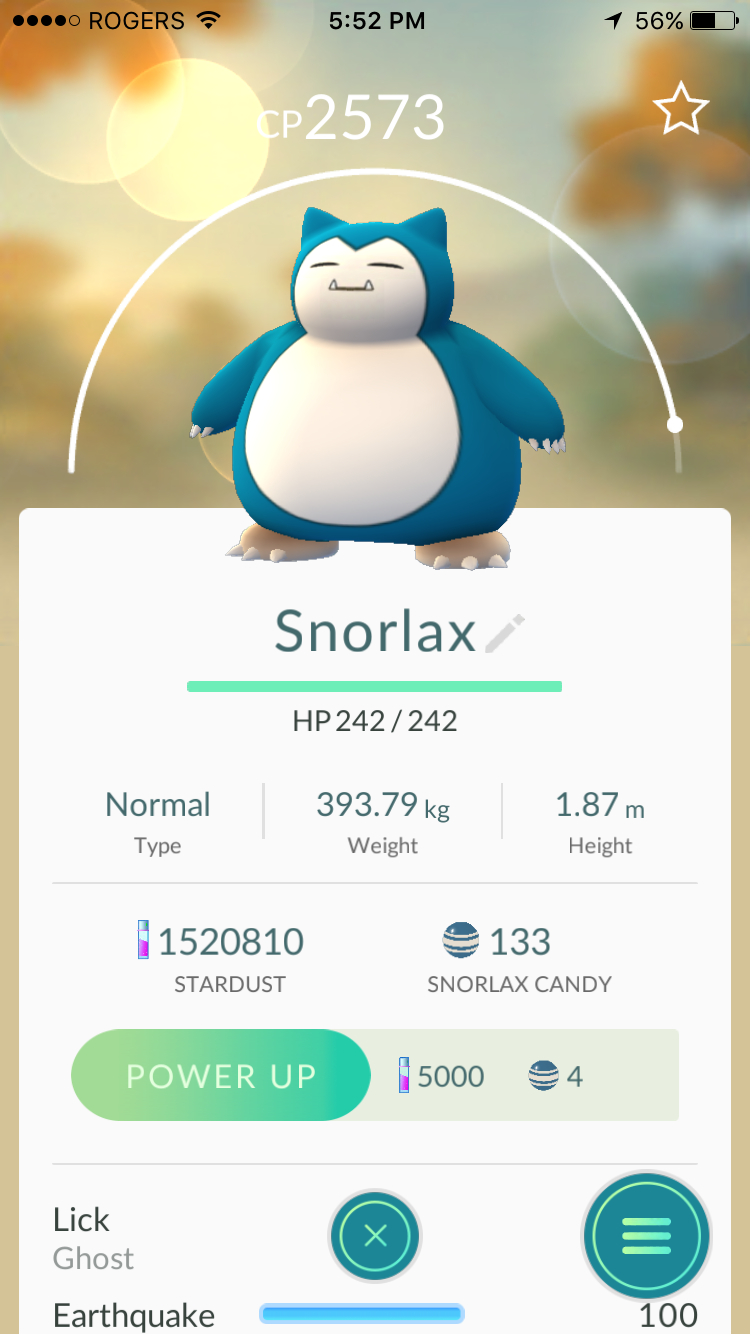 ROGERS 5:52 PM 56%
CP2573
Snorlax
HP 242 / 242
Normal 393.79 kg 1.87 m
Type Weight Height
1520810 133
STARDUST SNORLAX CANDY
POWER UP 5000 4
Lick
Ghost
Earthquake 100